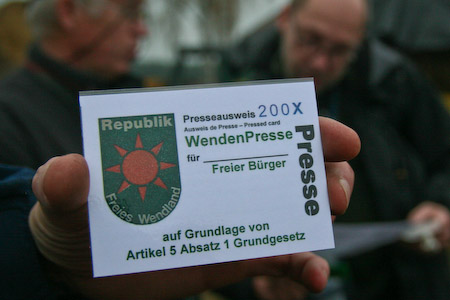 Republik
Freies Wendland
Presseausweis 200X
Ausweis de Presse – Pressed card
WendenPresse
für
Freier Bürger
Presse
auf Grundlage von
Artikel 5 Absatz 1 Grundgesetz